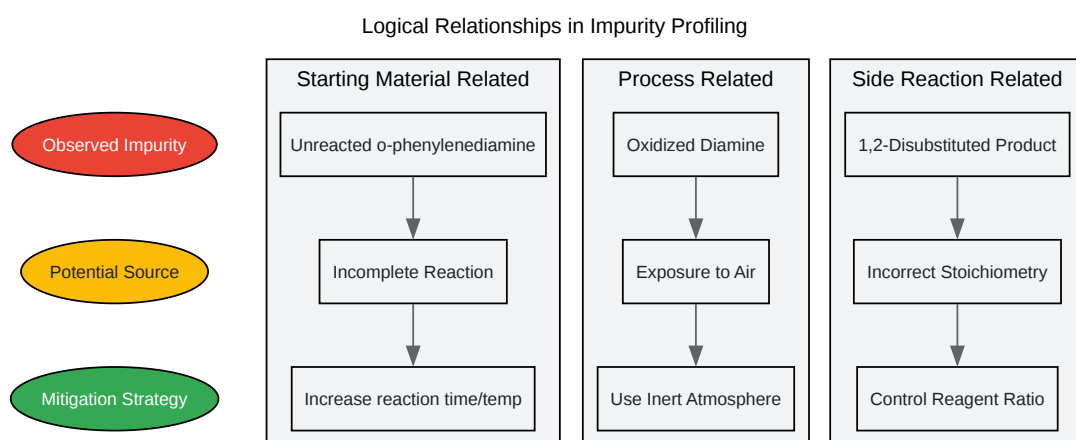 Logical Relationships in Impurity Profiling
Starting Material Related
Process Related
Side Reaction Related
Observed Impurity
Unreacted o-phenylenediamine
Oxidized Diamine
1,2-Disubstituted Product
Potential Source
Incomplete Reaction
Exposure to Air
Incorrect Stoichiometry
Mitigation Strategy
Increase reaction time/temp
Use Inert Atmosphere
Control Reagent Ratio